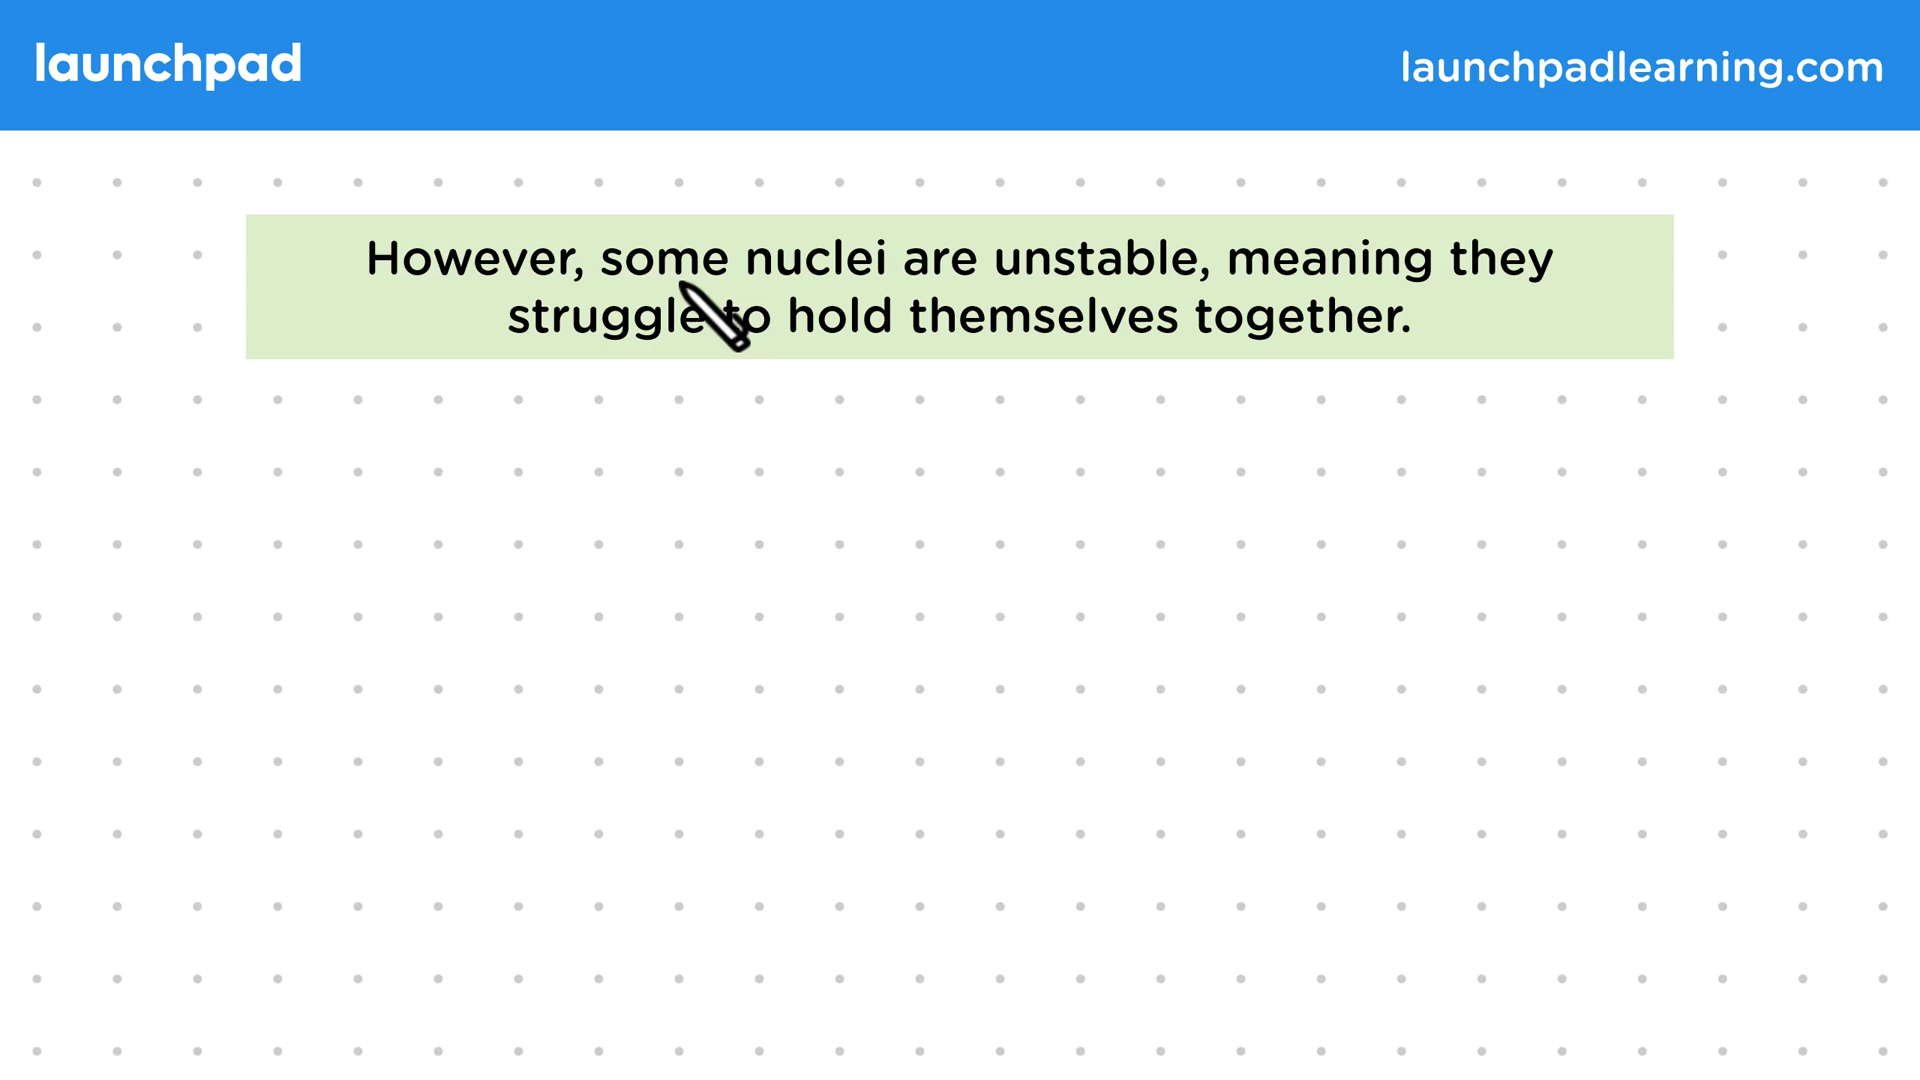 launchpad
launchpadlearning.com
However, some nuclei are unstable, meaning they
struggle to hold themselves together.